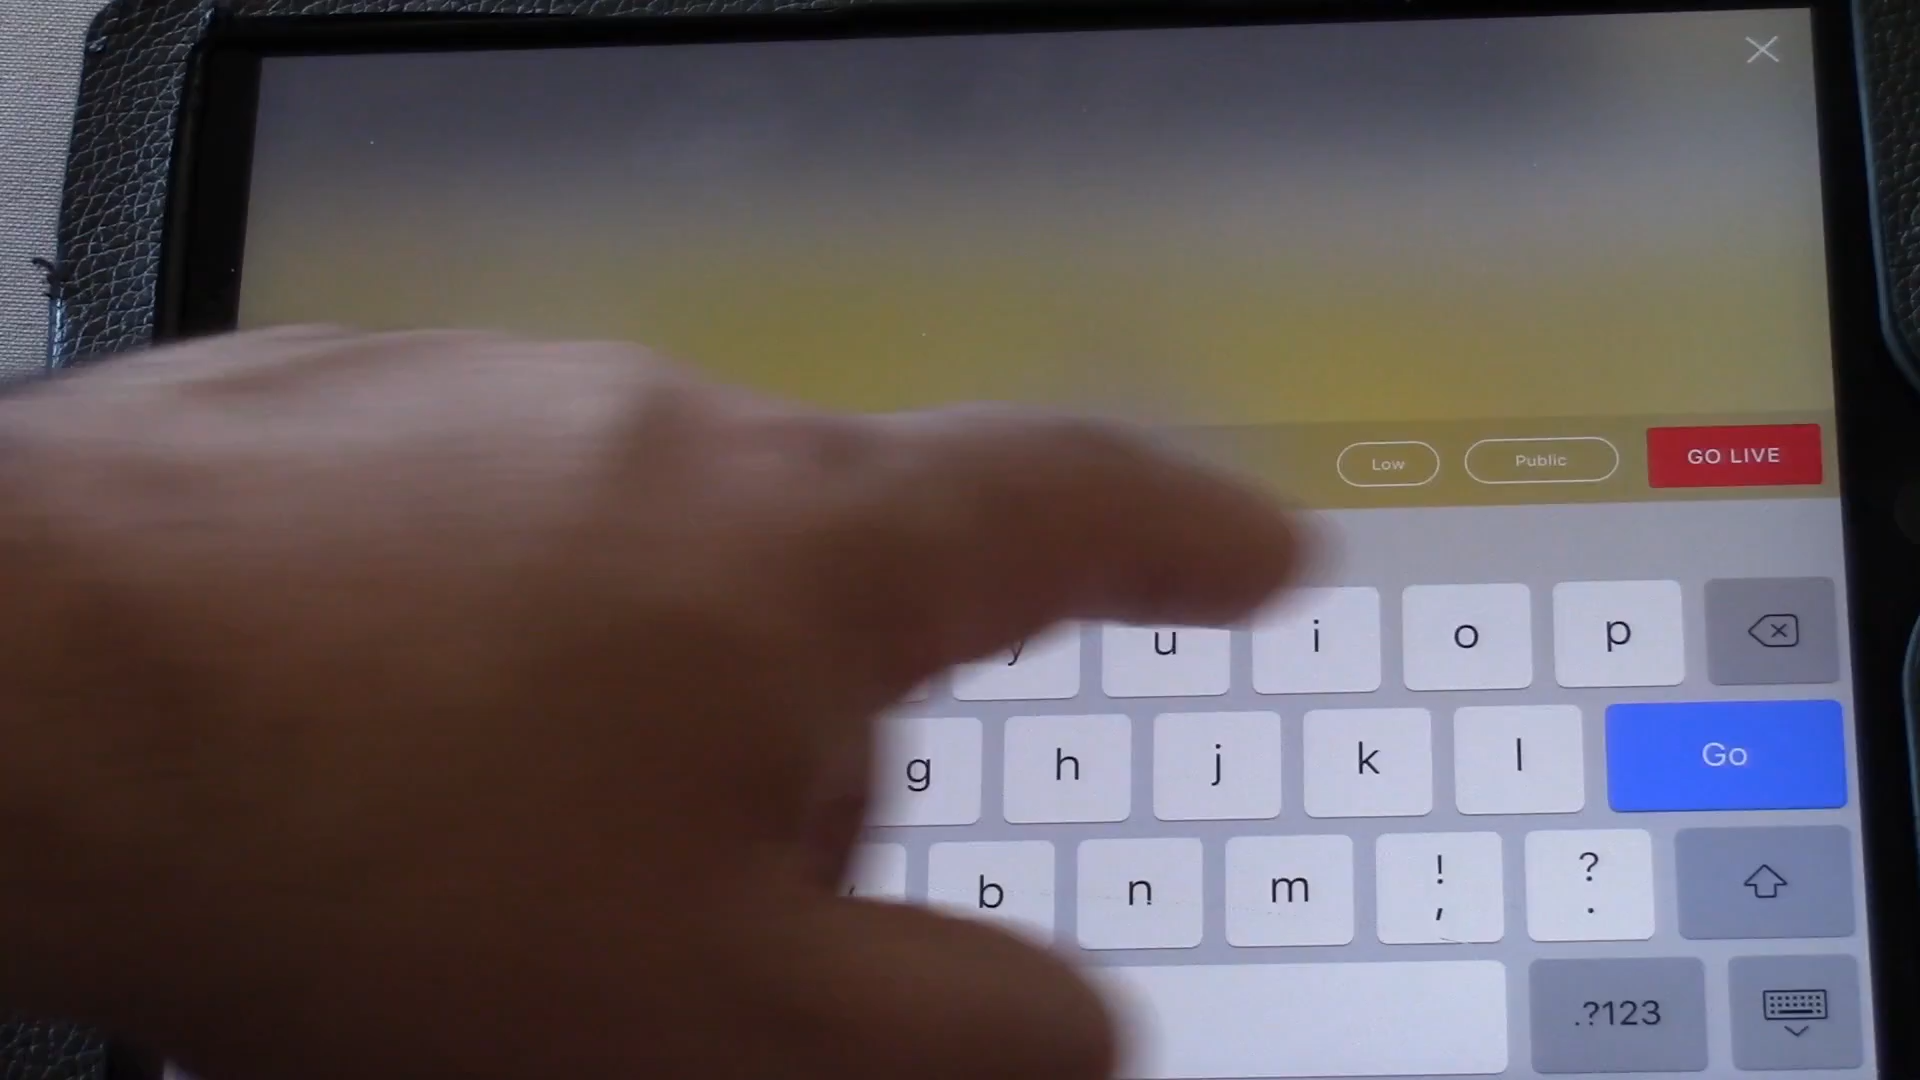 Low Public GO LIVE
y u i o p
g h j k l Go
b n m ! , ? .
.?123